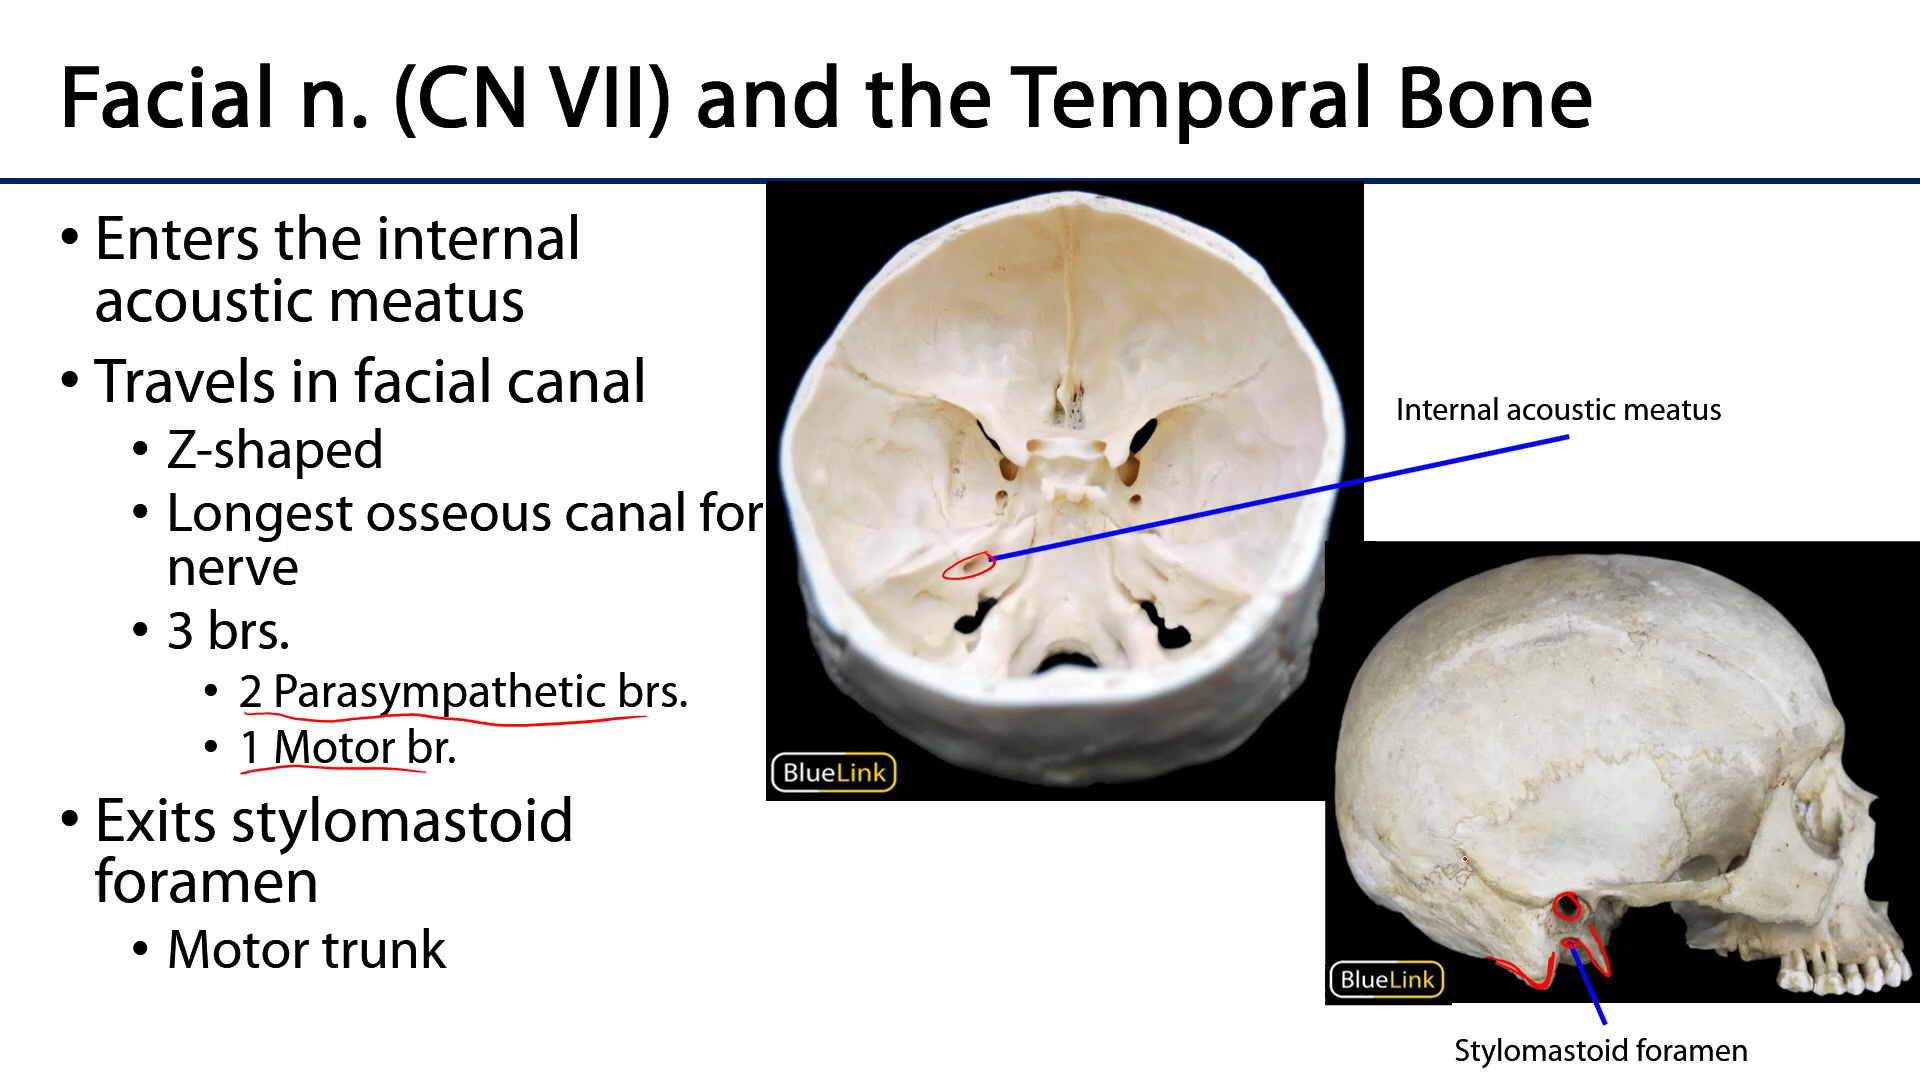 Facial n. (CN VII) and the Temporal Bone
• Enters the internal
acoustic meatus
• Travels in facial canal
• Z-shaped
• Longest osseous canal for
nerve
• 3 brs.
• 2 Parasympathetic brs.
• 1 Motor br.
• Exits stylomastoid
foramen
• Motor trunk
Internal acoustic meatus
BlueLink
BlueLink
Stylomastoid foramen